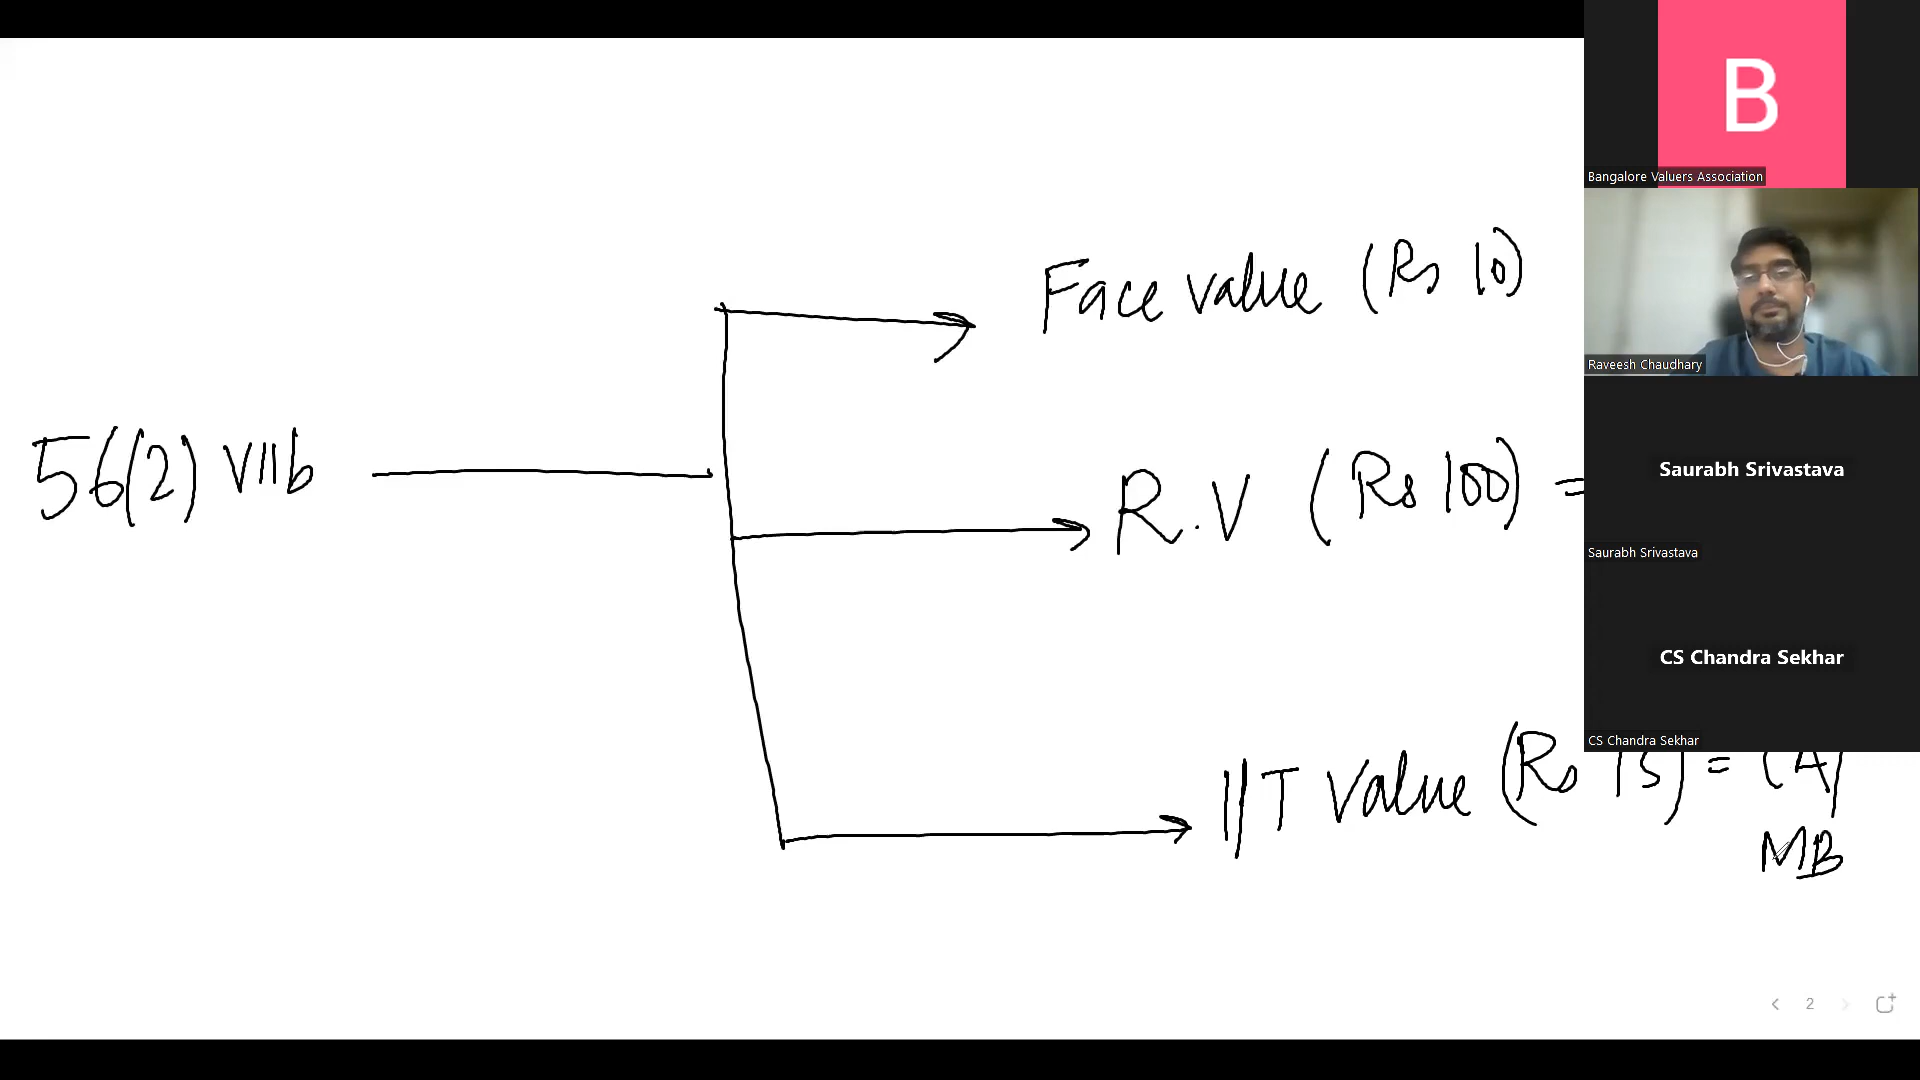 B
Bangalore Valuers Association
Raveesh Chaudhary
Saurabh Srivastava
Saurabh Srivastava
CS Chandra Sekhar
CS Chandra Sekhar
Face value (Rs 10)
56(2) VIIb
R.V (Rs 100) =
IT Value (Rs 15) = (A)
MB
2